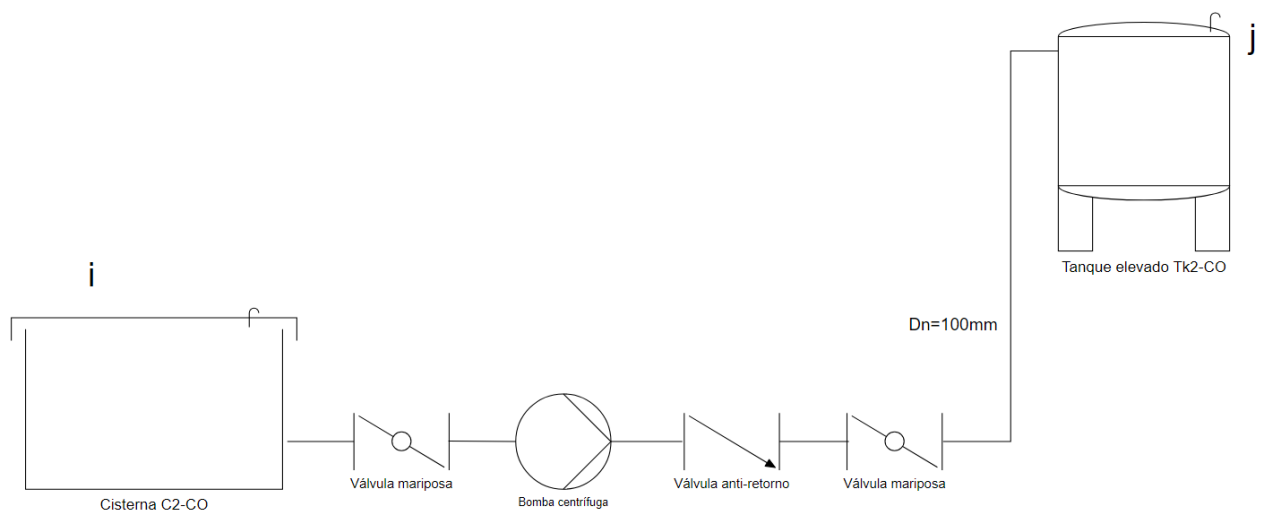 j
Tanque elevado Tk2-CO
i
Dn=100mm
Válvula mariposa
Válvula anti-retorno
Válvula mariposa
Bomba centrífuga
Cisterna C2-CO